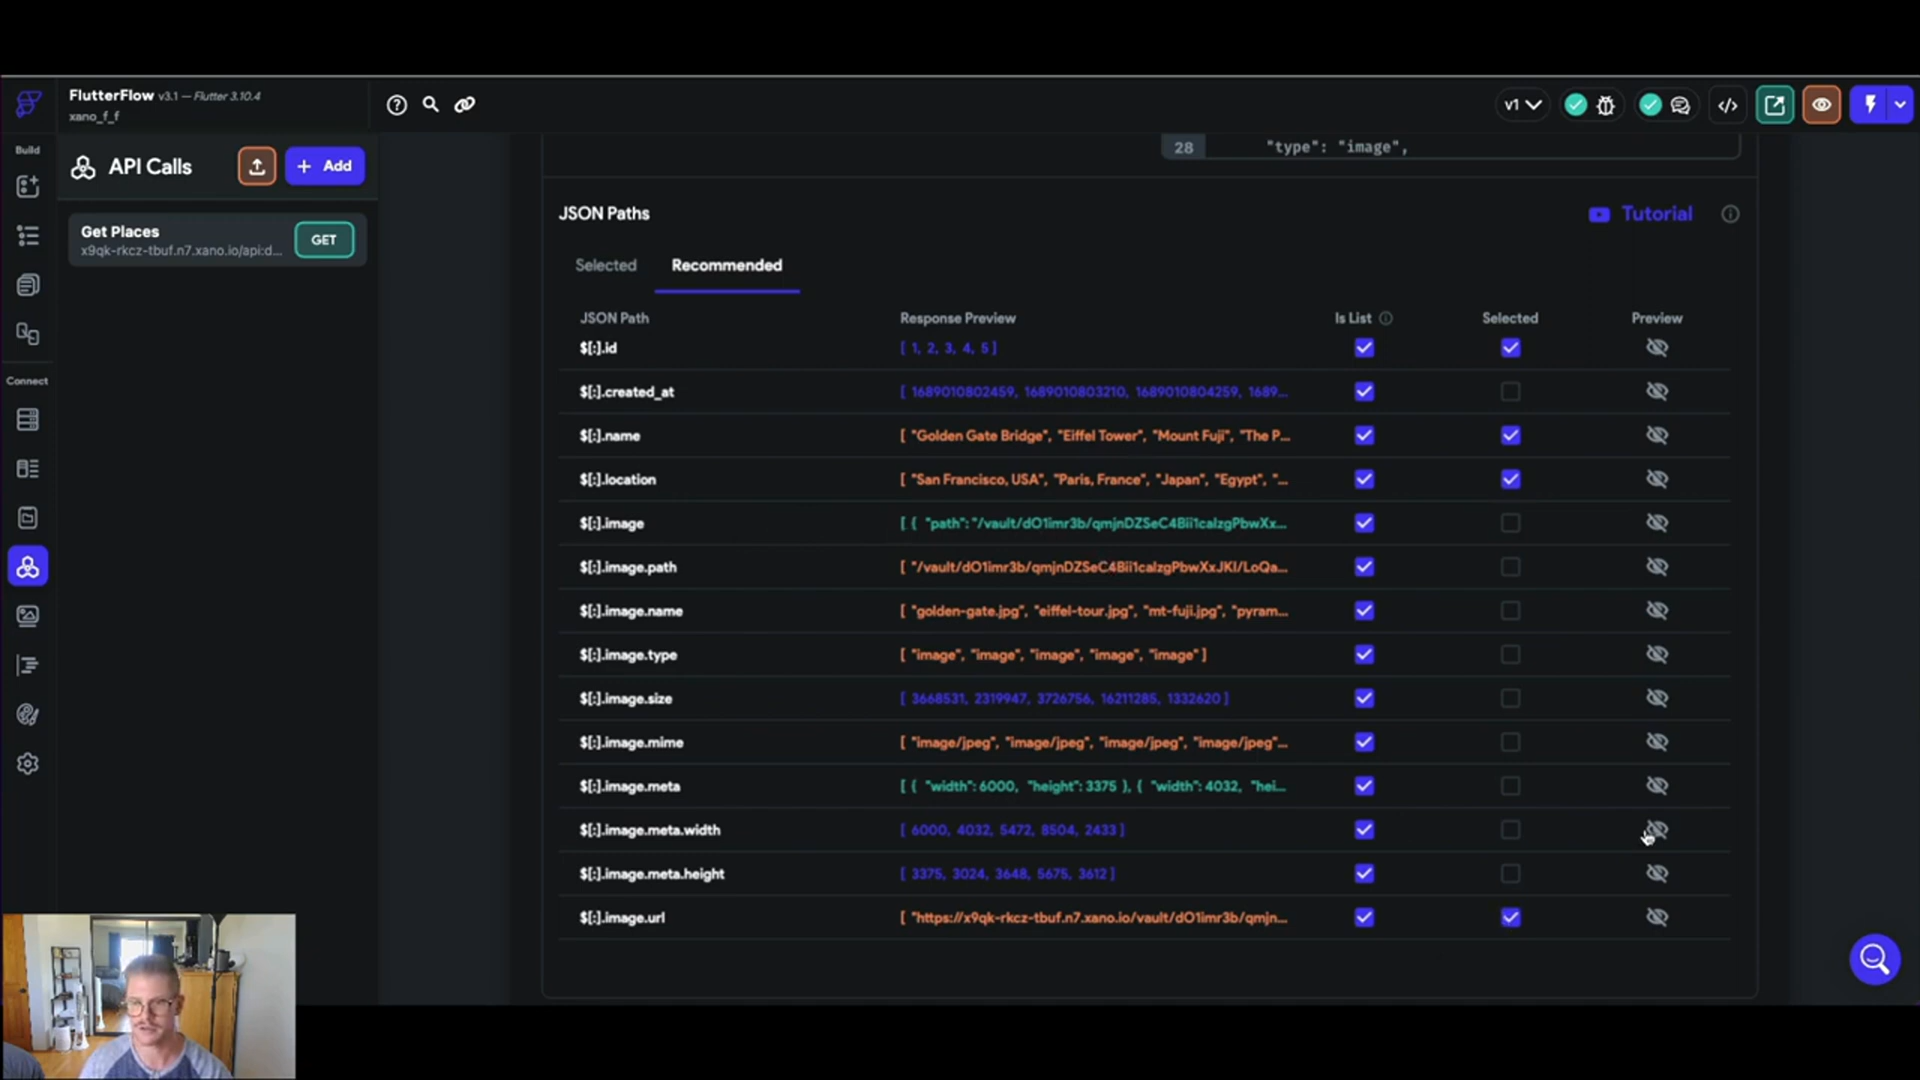 FlutterFlow v3.1 — Flutter 3.10.4
xano_f_f
v1
Build
API Calls
+ Add
28 "type": "image",
Get Places
x9qk-rkcz-tbuf.n7.xano.io/api:d...
GET
Connect
JSON Paths
Tutorial
Selected
Recommended
JSON Path Response Preview Is List Selected Preview
$[:].id [ 1, 2, 3, 4, 5 ]
$[:].created_at [ 1689010802459, 1689010803210, 1689010804259, 1689...
$[:].name [ "Golden Gate Bridge", "Eiffel Tower", "Mount Fuji", "The P...
$[:].location [ "San Francisco, USA", "Paris, France", "Japan", "Egypt", "...
$[:].image [ { "path": "/vault/dO1imr3b/qmjnDZSeC4Bii1calzgPbwXx...
$[:].image.path [ "/vault/dO1imr3b/qmjnDZSeC4Bii1calzgPbwXxJKI/LoQa...
$[:].image.name [ "golden-gate.jpg", "eiffel-tour.jpg", "mt-fuji.jpg", "pyram...
$[:].image.type [ "image", "image", "image", "image", "image" ]
$[:].image.size [ 3668531, 2319947, 3726756, 16211285, 1332620 ]
$[:].image.mime [ "image/jpeg", "image/jpeg", "image/jpeg", "image/jpeg"...
$[:].image.meta [ { "width": 6000, "height": 3375 }, { "width": 4032, "hei...
$[:].image.meta.width [ 6000, 4032, 5472, 8504, 2433 ]
$[:].image.meta.height [ 3375, 3024, 3648, 5675, 3612 ]
$[:].image.url [ "https://x9qk-rkcz-tbuf.n7.xano.io/vault/dO1imr3b/qmjn...